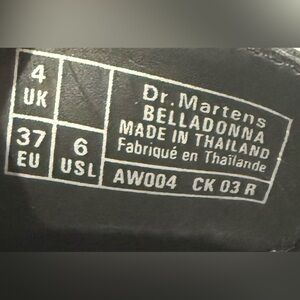 4
UK
37
EU
6
USL
Dr. Martens
BELLADONNA
MADE IN THAILAND
Fabriqué en Thaïlande
AW004 CK 03 R